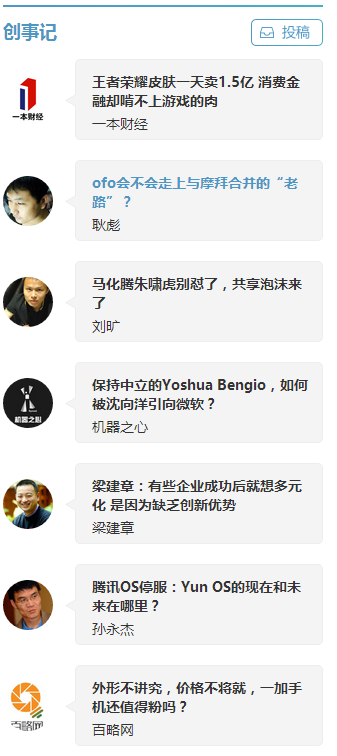 创事记
投稿
王者荣耀皮肤一天卖1.5亿 消费金
融却啃不上游戏的肉
一本财经
一本财经
ofo会不会走上与摩拜合并的“老
路”？
耿彪
马化腾朱啸虎别怼了，共享泡沫来
了
刘旷
保持中立的Yoshua Bengio，如何
被沈向洋引向微软？
机器之心
机器之心
梁建章：有些企业成功后就想多元
化 是因为缺乏创新优势
梁建章
腾讯OS停服：Yun OS的现在和未
来在哪里？
孙永杰
外形不讲究，价格不将就，一加手
机还值得粉吗？
百略网
百略网